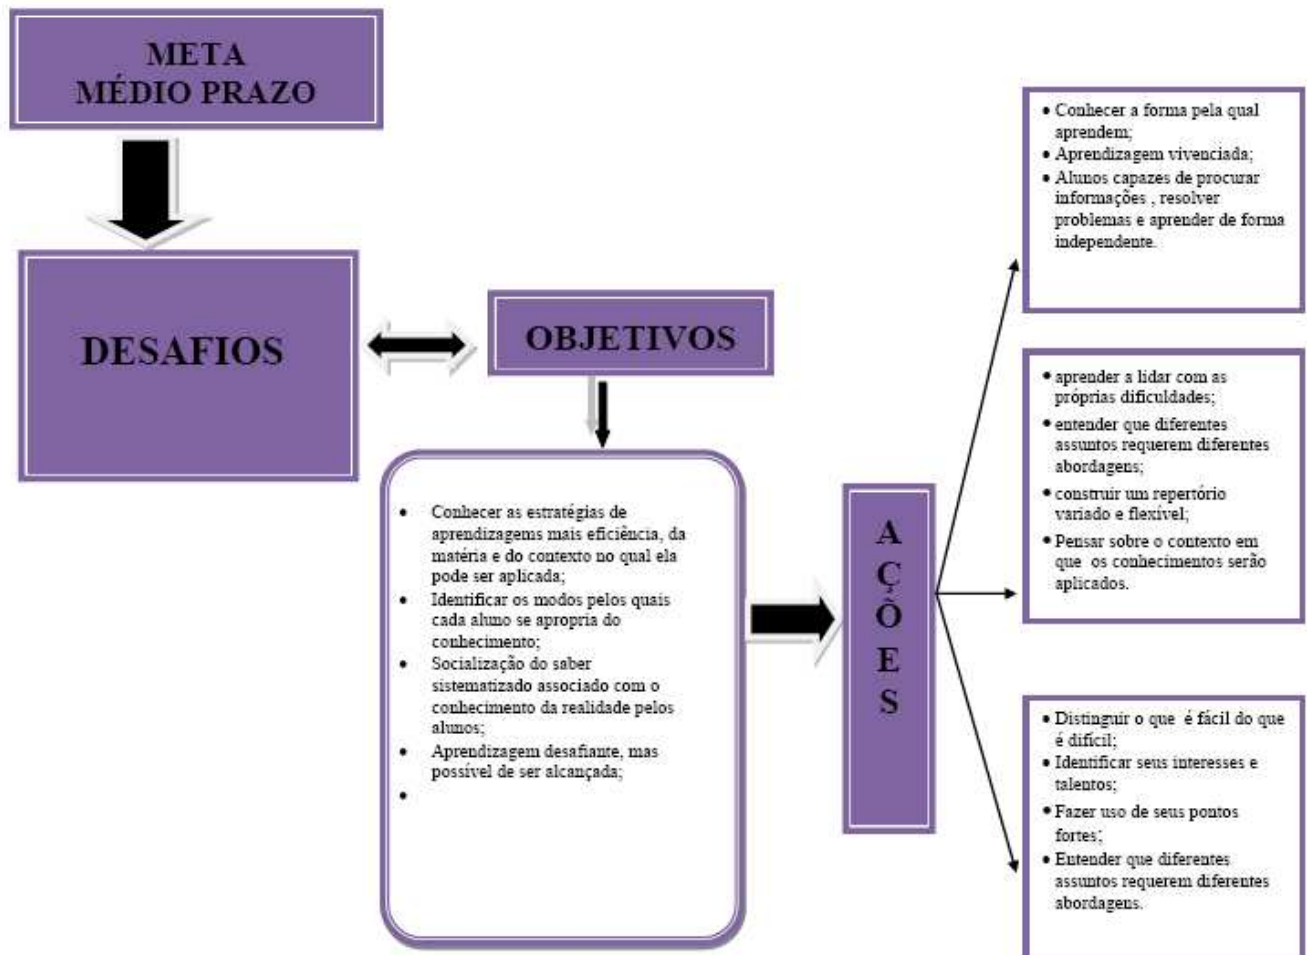 META
MÉDIO PRAZO
DESAFIOS
OBJETIVOS
• Conhecer as estratégias de
aprendizagems mais eficiência, da
matéria e do contexto no qual ela
pode ser aplicada;
• Identificar os modos pelos quais
cada aluno se apropria do
conhecimento;
• Socialização do saber
sistematizado associado com o
conhecimento da realidade pelos
alunos;
• Aprendizagem desafiante, mas
possível de ser alcançada;
•
A
Ç
Õ
E
S
• Conhecer a forma pela qual
aprendem;
• Aprendizagem vivenciada;
• Alunos capazes de procurar
informações , resolver
problemas e aprender de forma
independente.
• aprender a lidar com as
próprias dificuldades;
• entender que diferentes
assuntos requerem diferentes
abordagens;
• construir um repertório
variado e flexível;
• Pensar sobre o contexto em
que os conhecimentos serão
aplicados.
• Distinguir o que é fácil do que
é difícil;
• Identificar seus interesses e
talentos;
• Fazer uso de seus pontos
fortes;
• Entender que diferentes
assuntos requerem diferentes
abordagens.